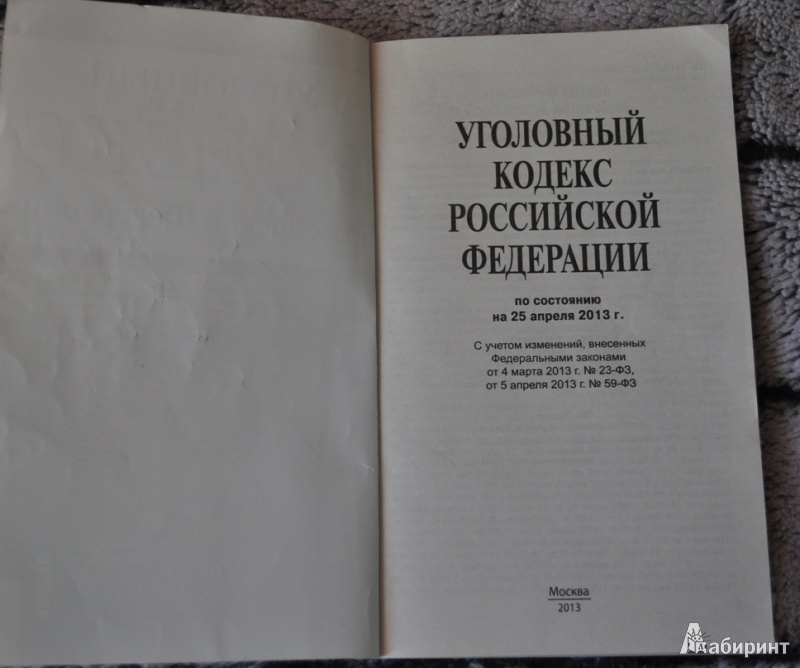 УГОЛОВНЫЙ
КОДЕКС
РОССИЙСКОЙ
ФЕДЕРАЦИИ
по состоянию
на 25 апреля 2013 г.
С учетом изменений, внесенных
Федеральными законами
от 4 марта 2013 г. № 23-ФЗ,
от 5 апреля 2013 г. № 59-ФЗ
Москва
2013
Лабиринт